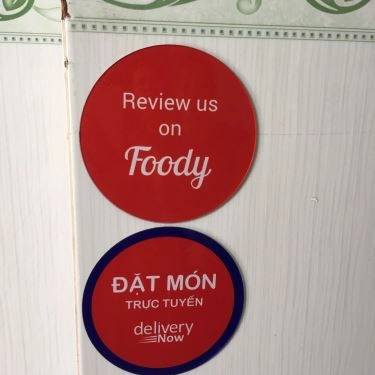 Review us
on
Foody
ĐẶT MÓN
TRỰC TUYẾN
delivery
Now